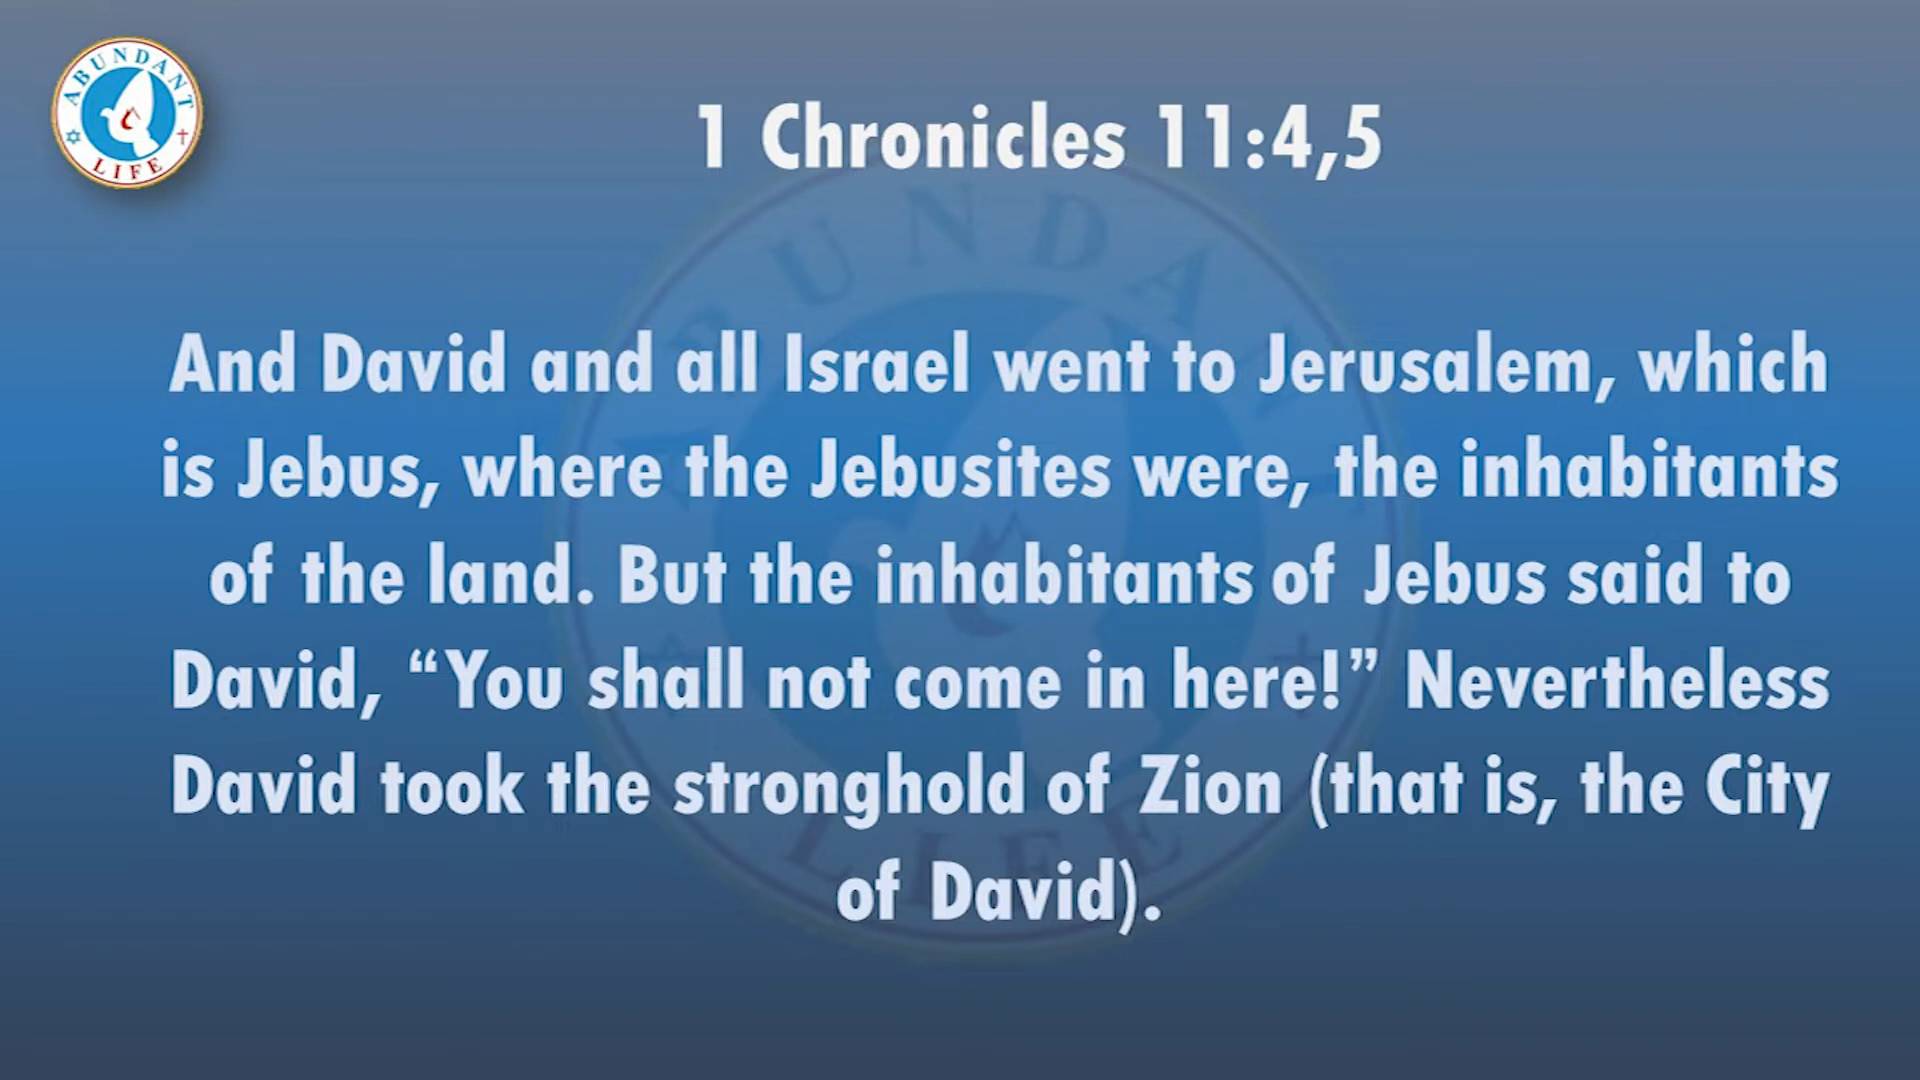 ABUNDANT
LIFE
1 Chronicles 11:4,5
And David and all Israel went to Jerusalem, which
is Jebus, where the Jebusites were, the inhabitants
of the land. But the inhabitants of Jebus said to
David, “You shall not come in here!” Nevertheless
David took the stronghold of Zion (that is, the City
of David).
ABUNDANT
LIFE